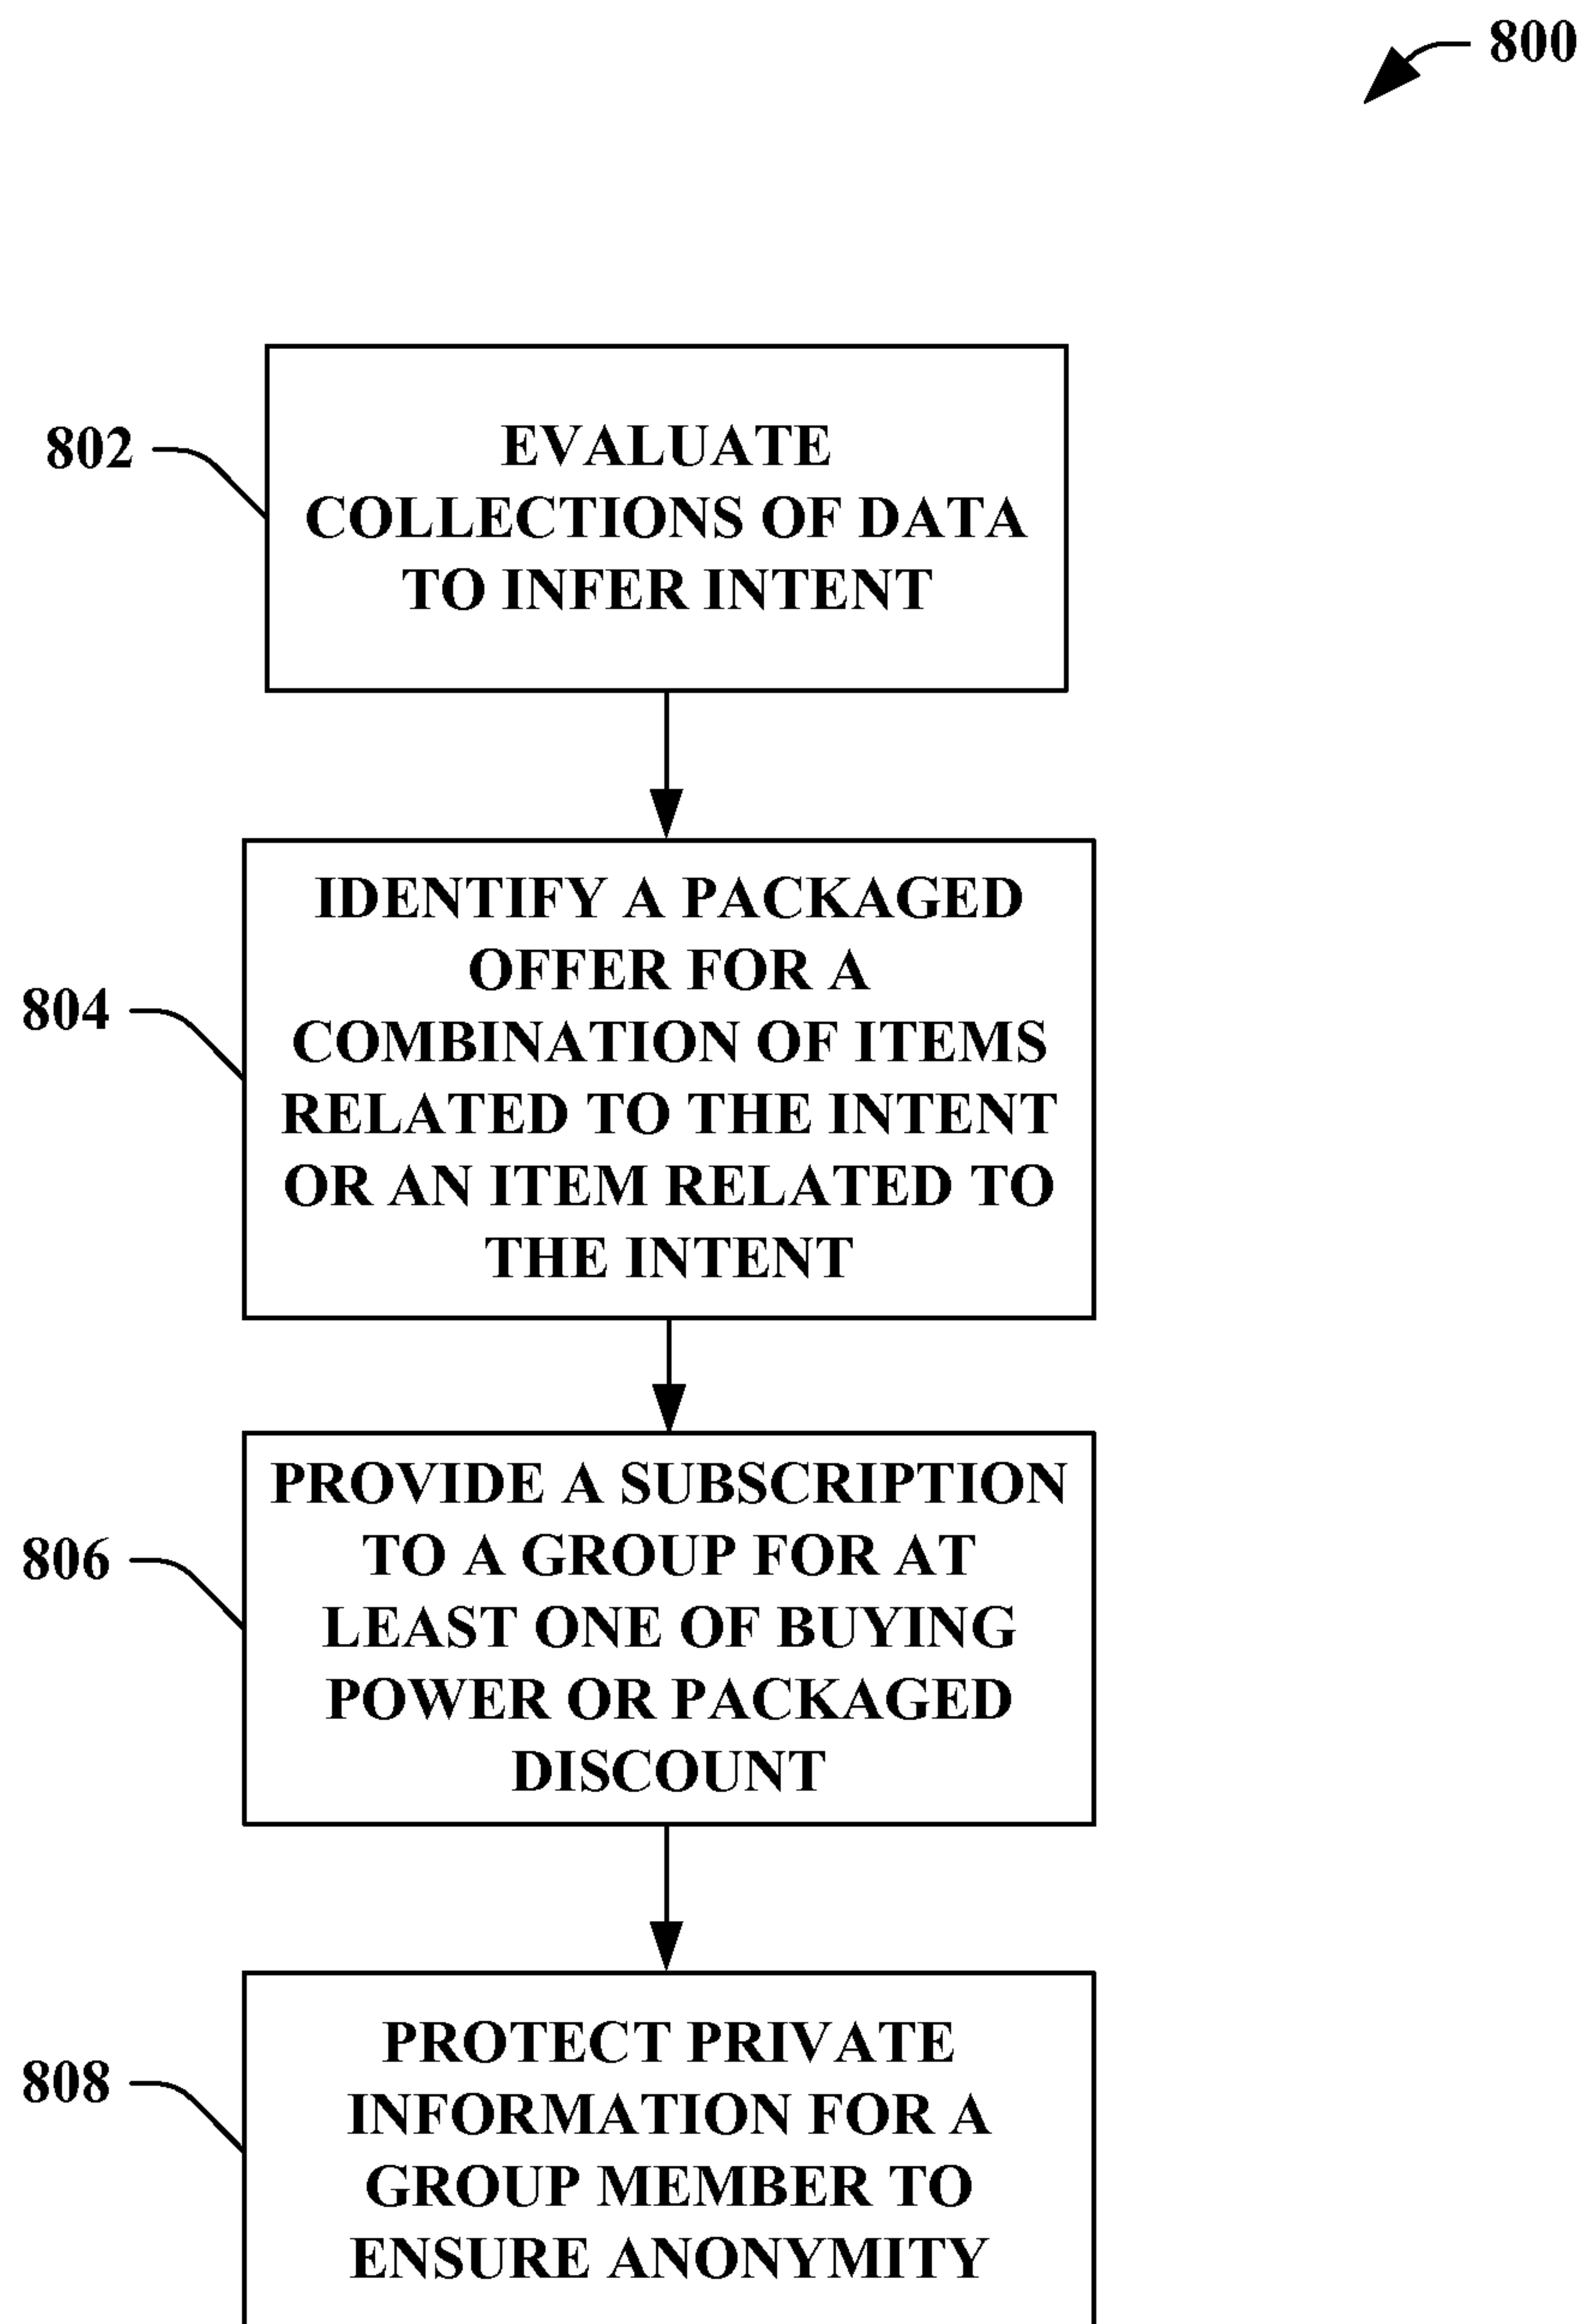 800
802
EVALUATE
COLLECTIONS OF DATA
TO INFER INTENT
804
IDENTIFY A PACKAGED
OFFER FOR A
COMBINATION OF ITEMS
RELATED TO THE INTENT
OR AN ITEM RELATED TO
THE INTENT
806
PROVIDE A SUBSCRIPTION
TO A GROUP FOR AT
LEAST ONE OF BUYING
POWER OR PACKAGED
DISCOUNT
808
PROTECT PRIVATE
INFORMATION FOR A
GROUP MEMBER TO
ENSURE ANONYMITY